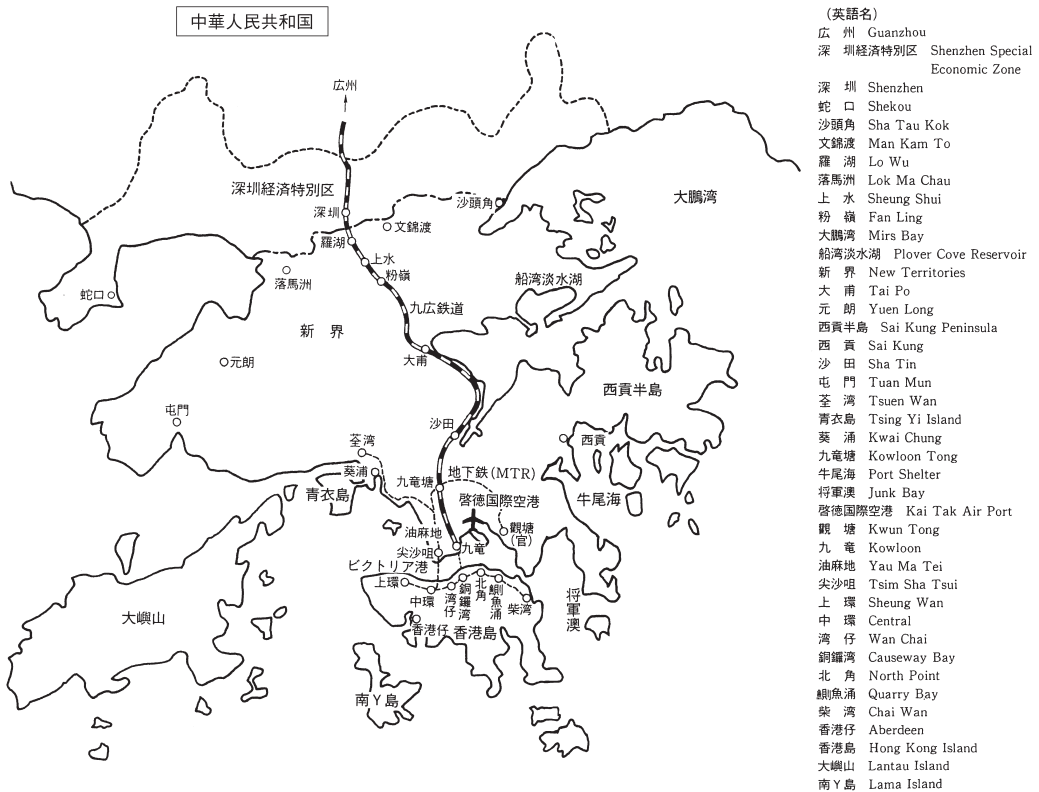 中華人民共和国
広州
深圳経済特別区
深圳
沙頭角
大鵬湾
文錦渡
羅湖
上水
落馬洲
粉嶺
船湾淡水湖
蛇口
九広鉄道
新界
大甫
元朗
西貢半島
屯門
沙田
荃湾
西貢
葵浦
地下鉄(MTR)
九竜塘
青衣島
啓徳国際空港
牛尾海
油麻地
觀塘
(官)
尖沙咀
九竜
ビクトリア港
上環
中環
湾仔
銅鑼湾
北角
鰂魚涌
柴湾
将軍澳
大嶼山
香港仔
香港島
南Y島
(英語名)
広州 Guanzhou
深圳経済特別区 Shenzhen Special
Economic Zone
深圳 Shenzhen
蛇口 Shekou
沙頭角 Sha Tau Kok
文錦渡 Man Kam To
羅湖 Lo Wu
落馬洲 Lok Ma Chau
上水 Sheung Shui
粉嶺 Fan Ling
大鵬湾 Mirs Bay
船湾淡水湖 Plover Cove Reservoir
新界 New Territories
大甫 Tai Po
元朗 Yuen Long
西貢半島 Sai Kung Peninsula
西貢 Sai Kung
沙田 Sha Tin
屯門 Tuan Mun
荃湾 Tsuen Wan
青衣島 Tsing Yi Island
葵涌 Kwai Chung
九竜塘 Kowloon Tong
牛尾海 Port Shelter
将軍澳 Junk Bay
啓徳国際空港 Kai Tak Air Port
觀塘 Kwun Tong
九竜 Kowloon
油麻地 Yau Ma Tei
尖沙咀 Tsim Sha Tsui
上環 Sheung Wan
中環 Central
湾仔 Wan Chai
銅鑼湾 Causeway Bay
北角 North Point
鰂魚涌 Quarry Bay
柴湾 Chai Wan
香港仔 Aberdeen
香港島 Hong Kong Island
大嶼山 Lantau Island
南Y島 Lama Island